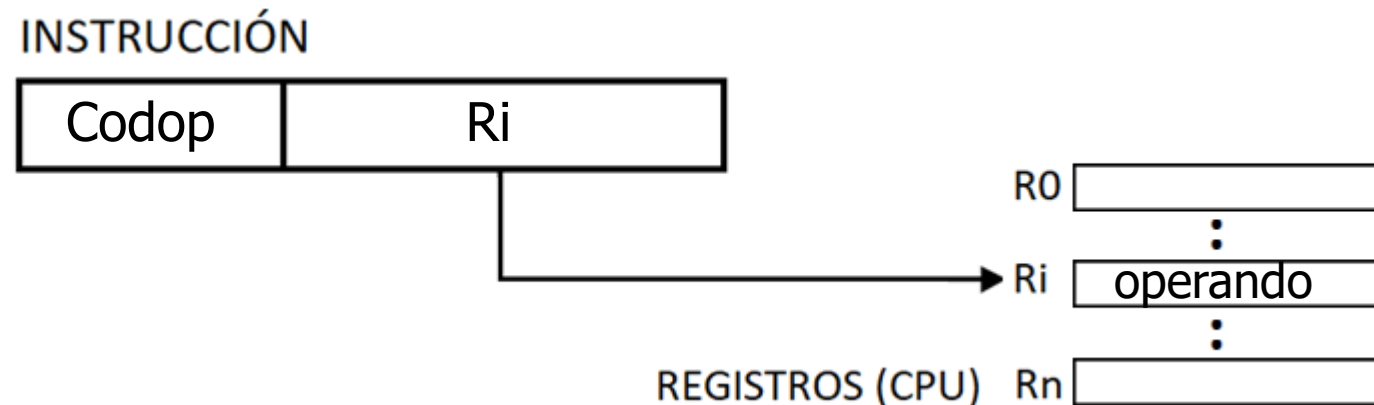 INSTRUCCIÓN
Codop Ri
R0
:
Ri operando
:
REGISTROS (CPU) Rn